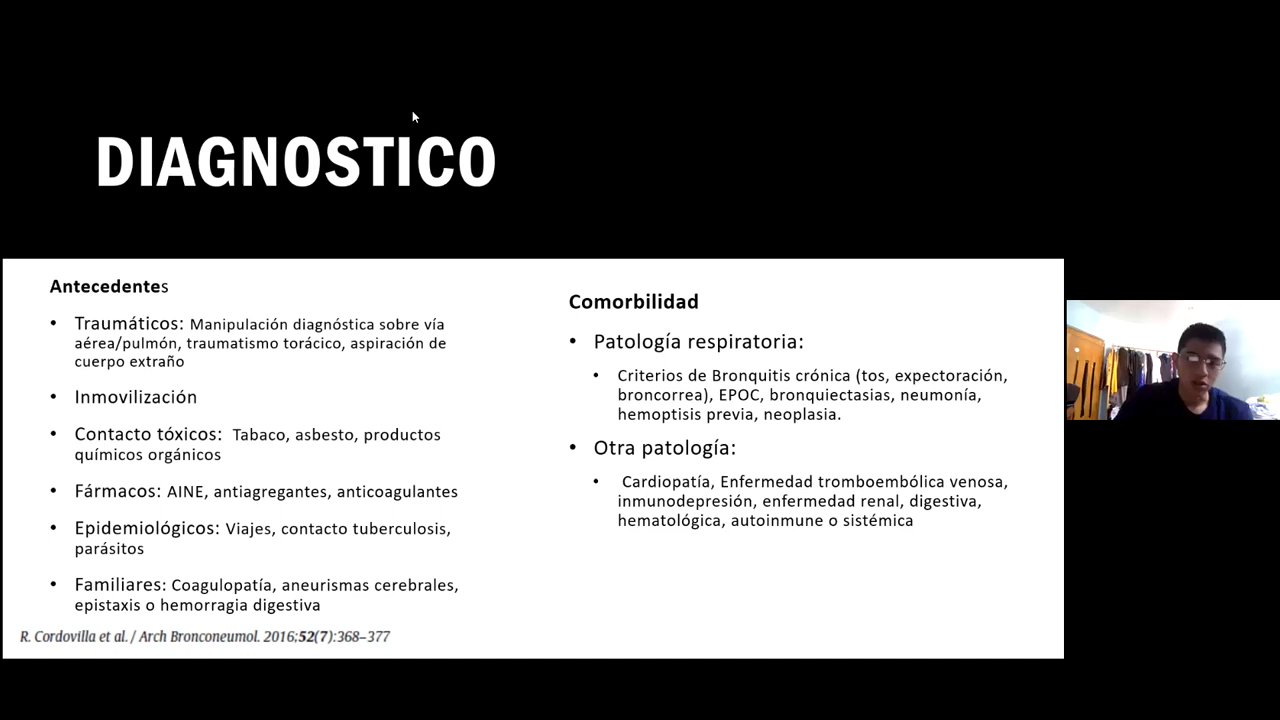 DIAGNOSTICO
Antecedentes
• Traumáticos: Manipulación diagnóstica sobre vía
aérea/pulmón, traumatismo torácico, aspiración de
cuerpo extraño
• Inmovilización
• Contacto tóxicos: Tabaco, asbesto, productos
químicos orgánicos
• Fármacos: AINE, antiagregantes, anticoagulantes
• Epidemiológicos: Viajes, contacto tuberculosis,
parásitos
• Familiares: Coagulopatía, aneurismas cerebrales,
epistaxis o hemorragia digestiva
R. Cordovilla et al. / Arch Bronconeumol. 2016;52(7):368–377
Comorbilidad
• Patología respiratoria:
• Criterios de Bronquitis crónica (tos, expectoración,
broncorrea), EPOC, bronquiectasias, neumonía,
hemoptisis previa, neoplasia.
• Otra patología:
• Cardiopatía, Enfermedad tromboembólica venosa,
inmunodepresión, enfermedad renal, digestiva,
hematológica, autoinmune o sistémica